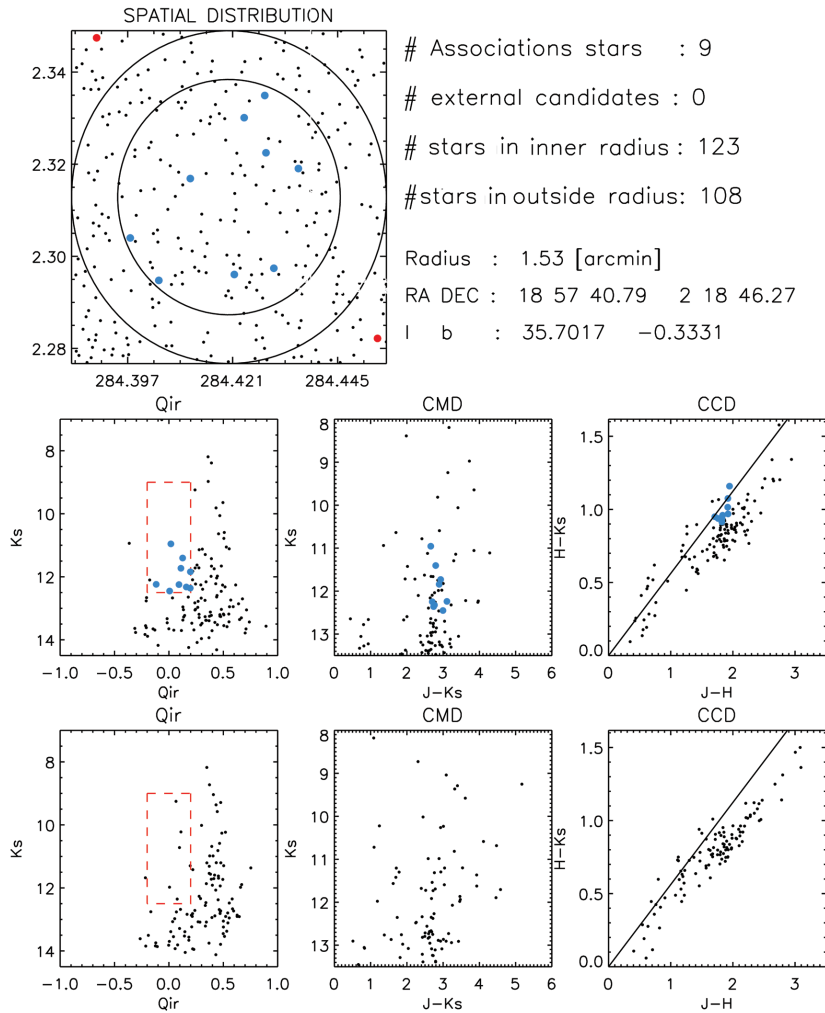 SPATIAL DISTRIBUTION
# Associations stars : 9
# external candidates : 0
# stars in inner radius : 123
#stars in outside radius: 108
Radius : 1.53 [arcmin]
RA DEC : 18 57 40.79 2 18 46.27
l b : 35.7017 −0.3331
2.34
2.32
2.30
2.28
284.397 284.421 284.445
Qir CMD CCD
Ks
8
10
12
14
−1.0 −0.5 0.0 0.5 1.0
Qir
Ks
8
9
10
11
12
13
0 1 2 3 4 5 6
J−Ks
H−Ks
1.5
1.0
0.5
0.0
0 1 2 3
J−H
Qir CMD CCD
Ks
8
10
12
14
−1.0 −0.5 0.0 0.5 1.0
Qir
Ks
8
9
10
11
12
13
0 1 2 3 4 5 6
J−Ks
H−Ks
1.5
1.0
0.5
0.0
0 1 2 3
J−H